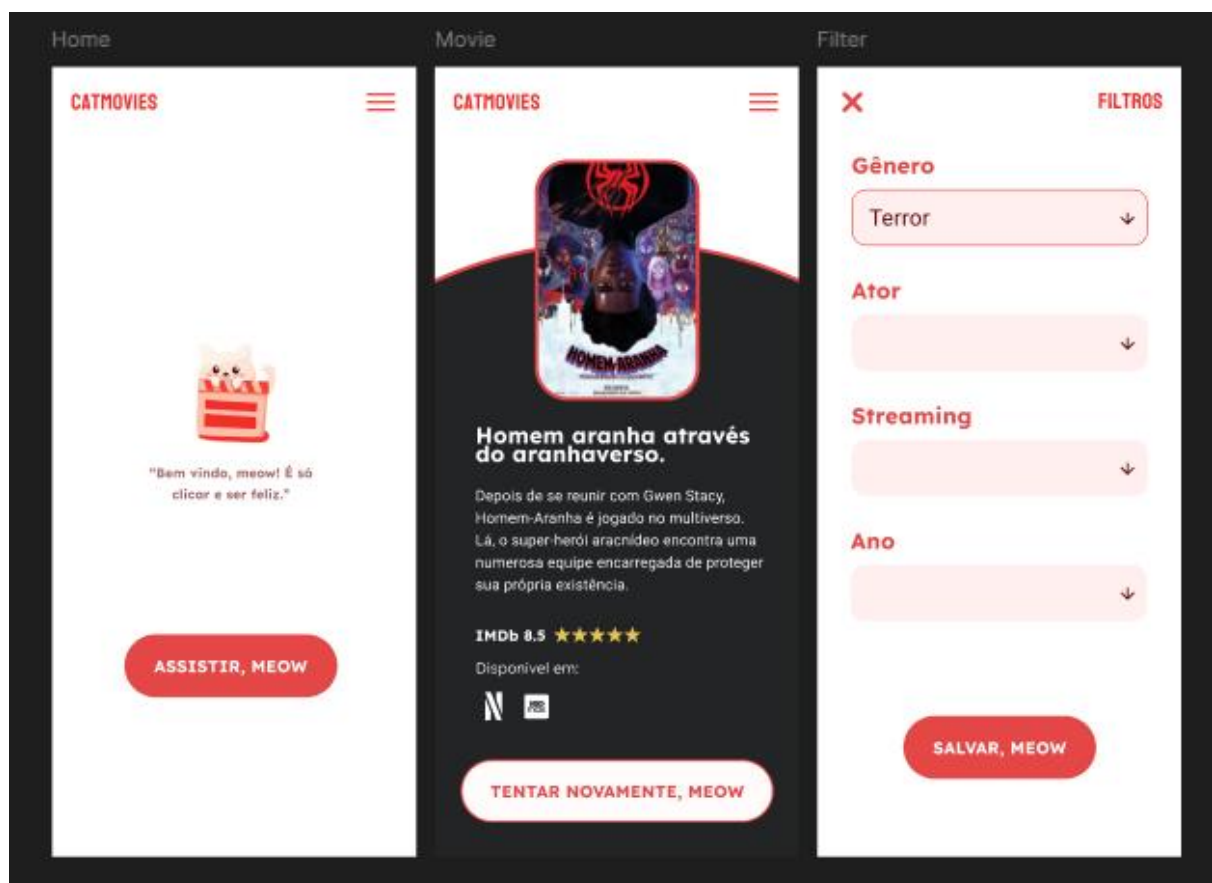 Home
CATMOVIES
"Bem vindo, meow! É só
clicar e ser feliz."
ASSISTIR, MEOW
Movie
CATMOVIES
HOMEM-ARANHA
Homem aranha através
do aranhaverso.
Depois de se reunir com Gwen Stacy,
Homem-Aranha é jogado no multiverso.
Lá, o super-herói aracnídeo encontra uma
numerosa equipe encarregada de proteger
sua própria existência.
IMDb 8.5
Disponivel em:
N
TENTAR NOVAMENTE, MEOW
Filter
FILTROS
Gênero
Terror
Ator
Streaming
Ano
SALVAR, MEOW